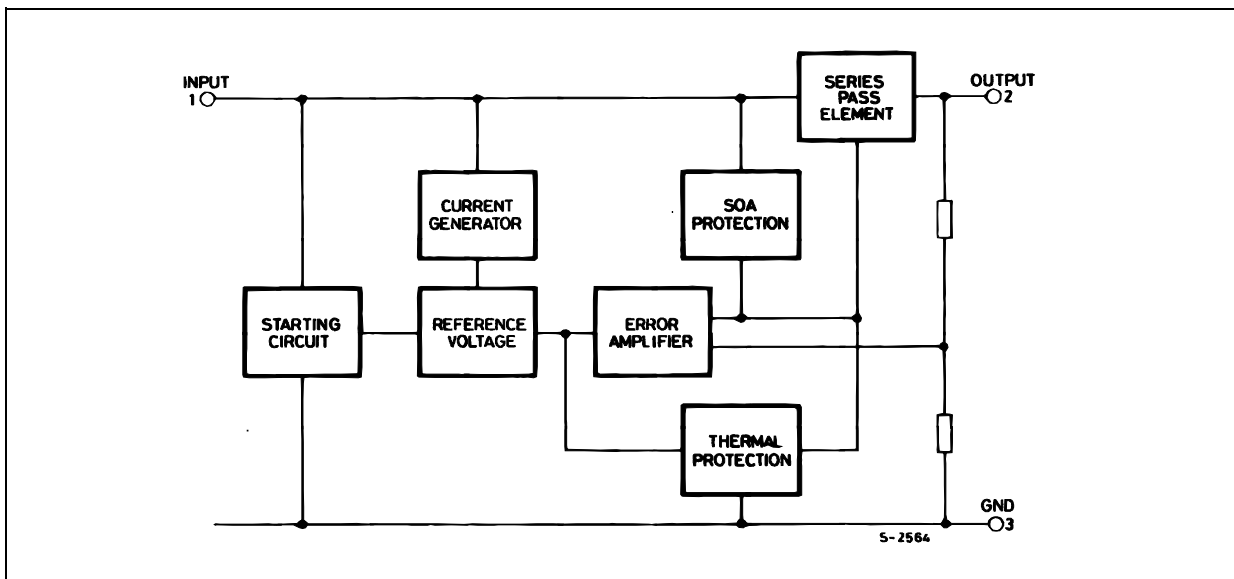 INPUT
1
SERIES
PASS
ELEMENT
OUTPUT
2
CURRENT
GENERATOR
SOA
PROTECTION
STARTING
CIRCUIT
REFERENCE
VOLTAGE
ERROR
AMPLIFIER
THERMAL
PROTECTION
GND
3
S-2564